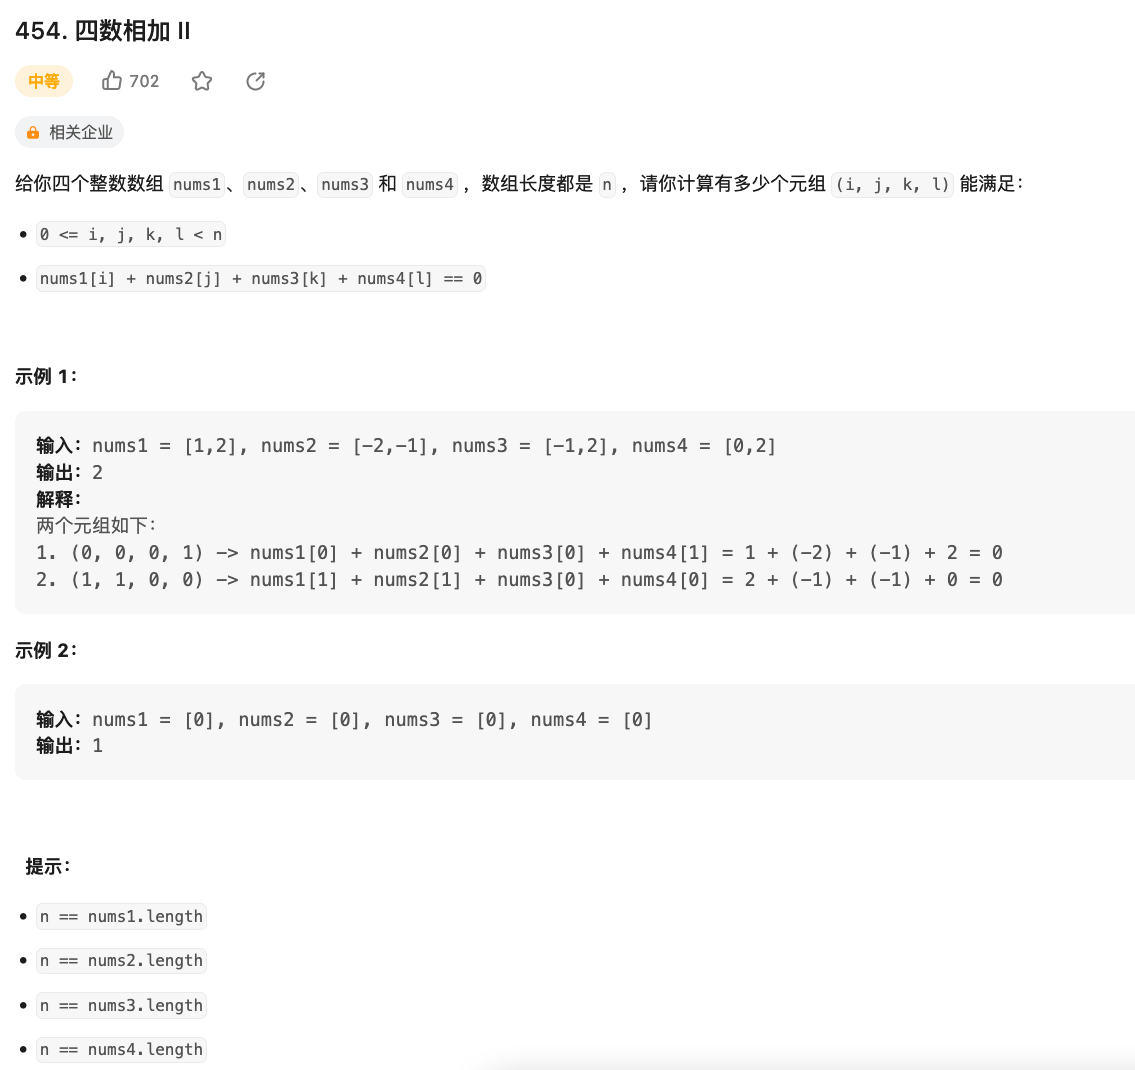 454. 四数相加 II
中等 702
相关企业
给你四个整数数组 nums1、nums2、nums3 和 nums4 ，数组长度都是 n ，请你计算有多少个元组 (i, j, k, l) 能满足：
• 0 <= i, j, k, l < n
• nums1[i] + nums2[j] + nums3[k] + nums4[l] == 0
示例 1：
输入：nums1 = [1,2], nums2 = [-2,-1], nums3 = [-1,2], nums4 = [0,2]
输出：2
解释：
两个元组如下：
1. (0, 0, 0, 1) -> nums1[0] + nums2[0] + nums3[0] + nums4[1] = 1 + (-2) + (-1) + 2 = 0
2. (1, 1, 0, 0) -> nums1[1] + nums2[1] + nums3[0] + nums4[0] = 2 + (-1) + (-1) + 0 = 0
示例 2：
输入：nums1 = [0], nums2 = [0], nums3 = [0], nums4 = [0]
输出：1
提示：
• n == nums1.length
• n == nums2.length
• n == nums3.length
• n == nums4.length